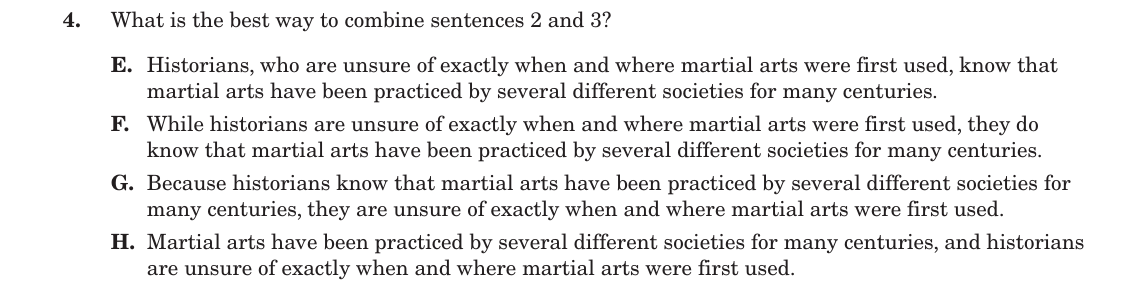 4. What is the best way to combine sentences 2 and 3?
E. Historians, who are unsure of exactly when and where martial arts were first used, know that
martial arts have been practiced by several different societies for many centuries.
F. While historians are unsure of exactly when and where martial arts were first used, they do
know that martial arts have been practiced by several different societies for many centuries.
G. Because historians know that martial arts have been practiced by several different societies for
many centuries, they are unsure of exactly when and where martial arts were first used.
H. Martial arts have been practiced by several different societies for many centuries, and historians
are unsure of exactly when and where martial arts were first used.